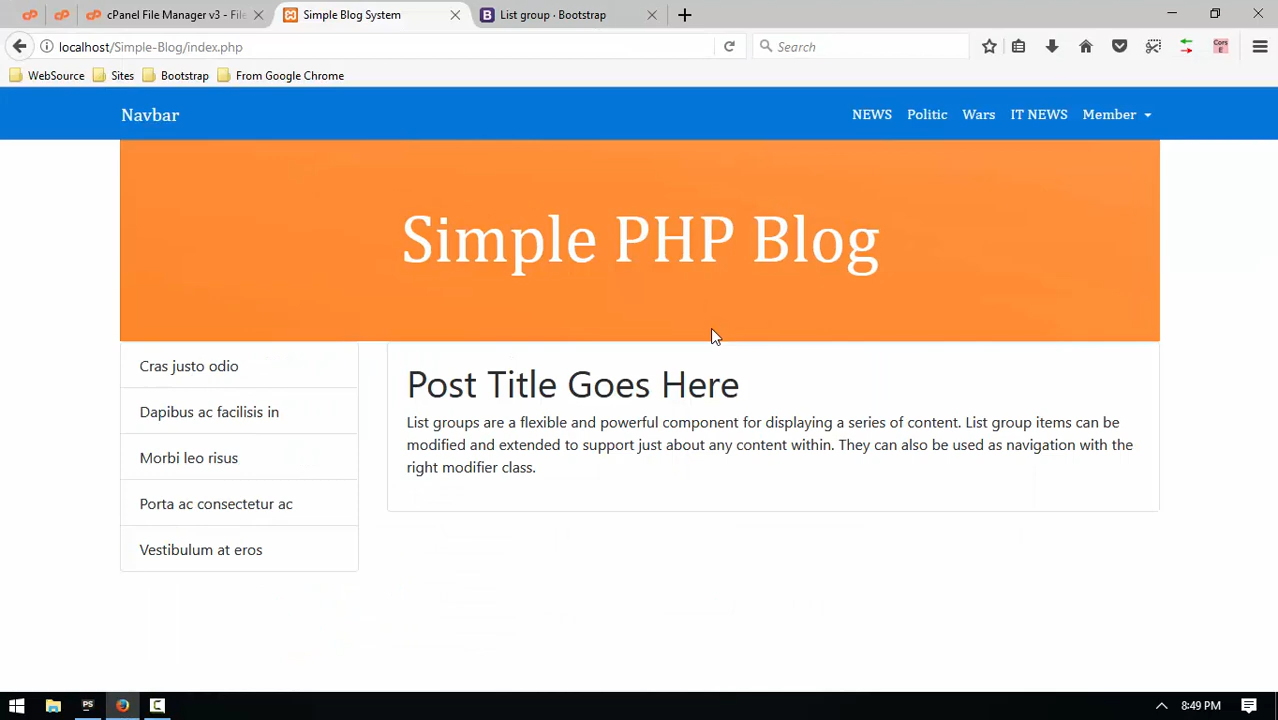 cPanel File Manager v3 - File
Simple Blog System
List group · Bootstrap
localhost/Simple-Blog/index.php
Search
WebSource
Sites
Bootstrap
From Google Chrome
Navbar
NEWS
Politic
Wars
IT NEWS
Member
Simple PHP Blog
Cras justo odio
Dapibus ac facilisis in
Morbi leo risus
Porta ac consectetur ac
Vestibulum at eros
Post Title Goes Here
List groups are a flexible and powerful component for displaying a series of content. List group items can be
modified and extended to support just about any content within. They can also be used as navigation with the
right modifier class.
8:49 PM